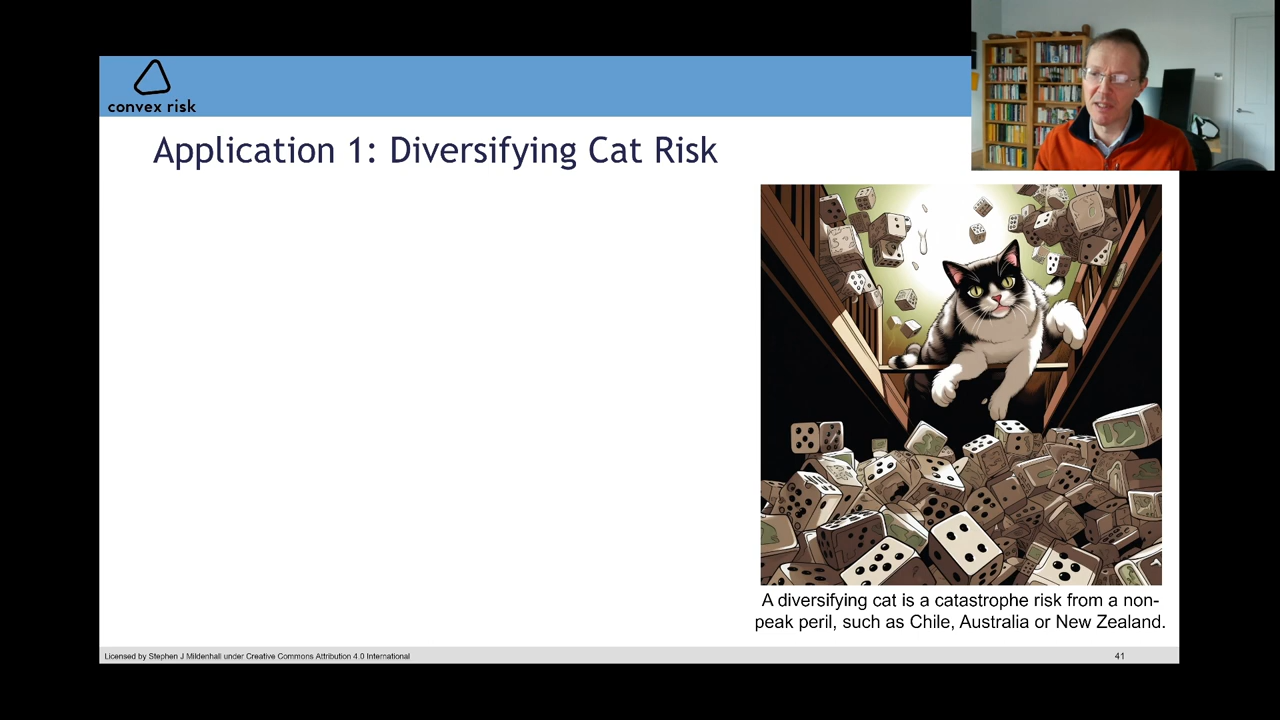 convex risk
Application 1: Diversifying Cat Risk
A diversifying cat is a catastrophe risk from a non-
peak peril, such as Chile, Australia or New Zealand.
Licensed by Stephen J Mildenhall under Creative Commons Attribution 4.0 International
41